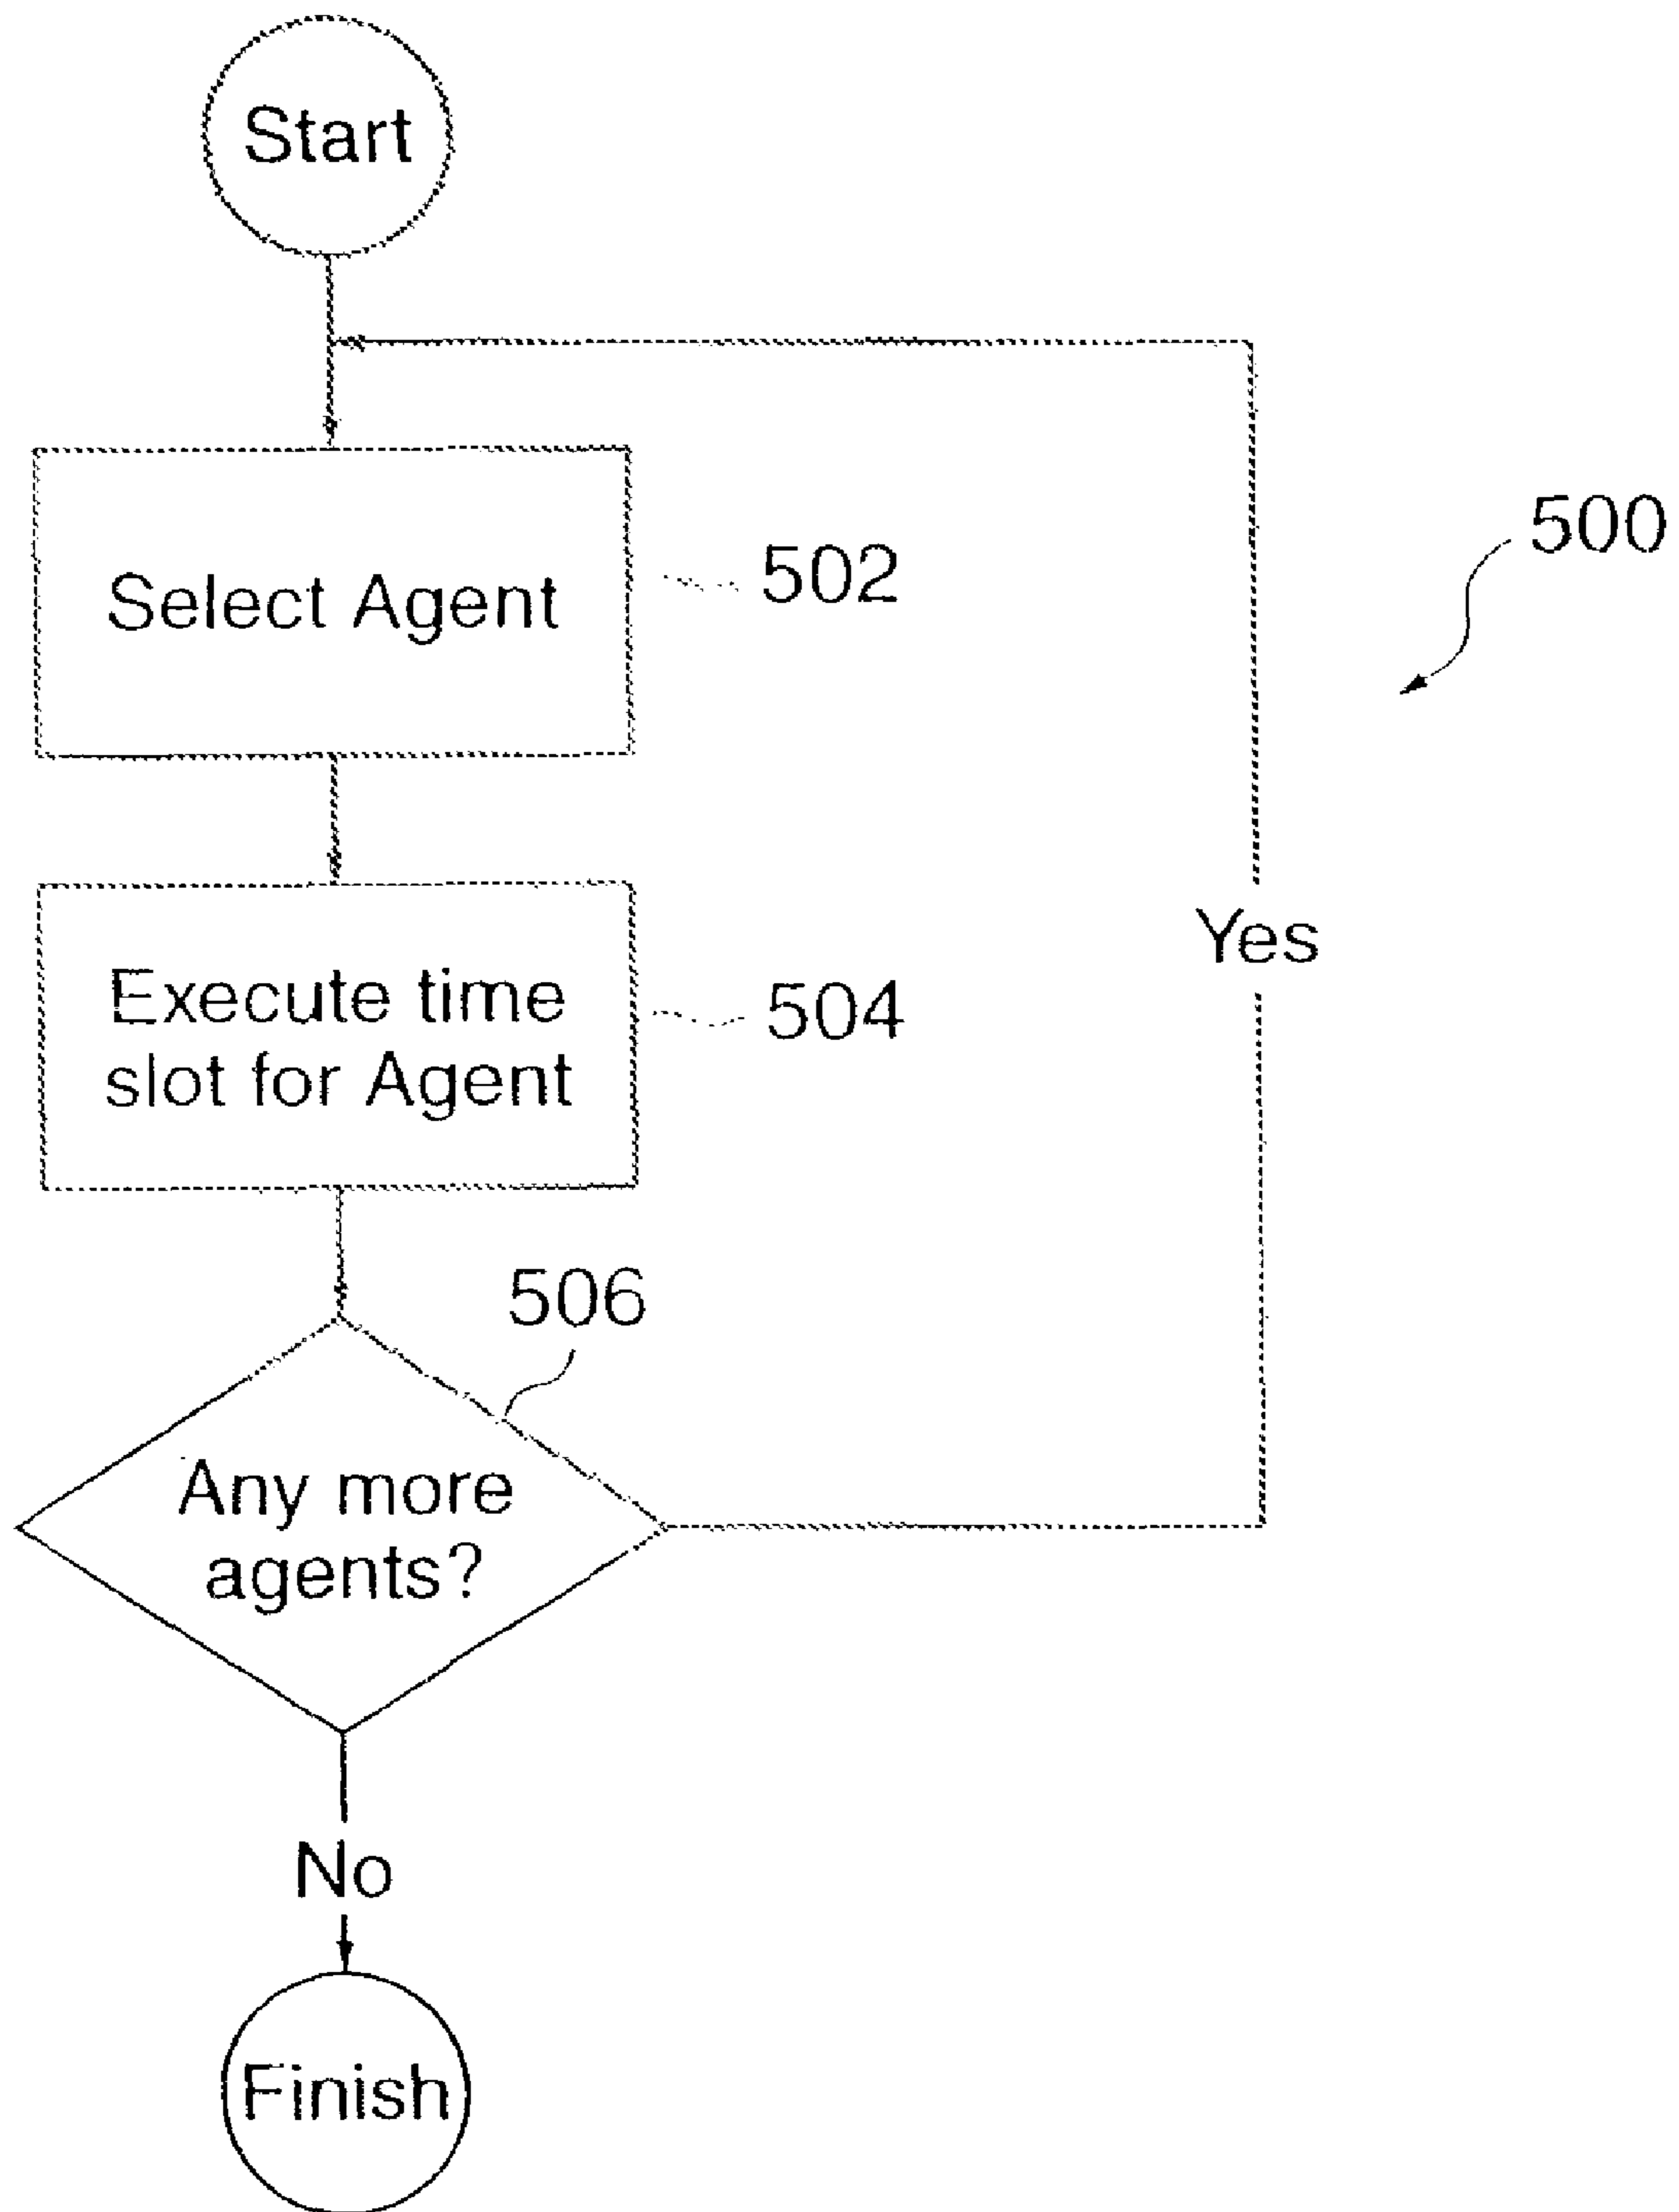 Start
500
Select Agent
502
Execute time
slot for Agent
504
506
Any more
agents?
Yes
No
Finish